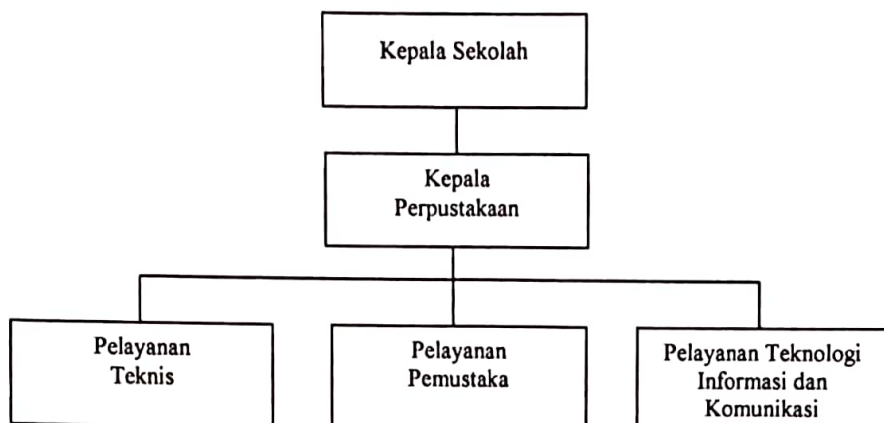 Kepala Sekolah
Kepala
Perpustakaan
Pelayanan
Teknis
Pelayanan
Pemustaka
Pelayanan Teknologi
Informasi dan
Komunikasi